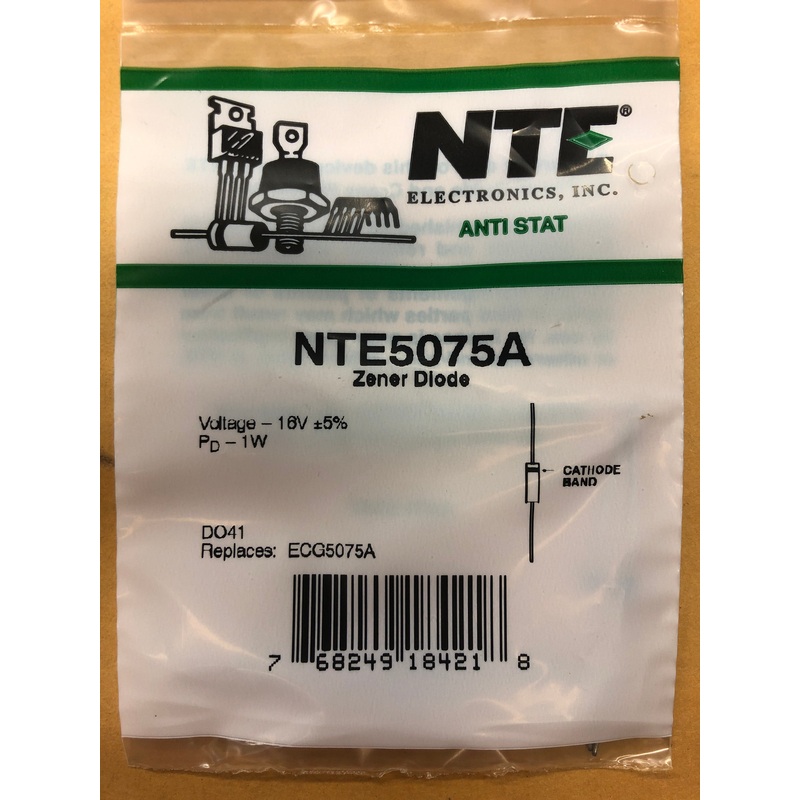 NTE®
ELECTRONICS, INC.
ANTI STAT
NTE5075A
Zener Diode
Voltage – 16V ±5%
PD – 1W
CATHODE
BAND
DO41
Replaces: ECG5075A
7 68249 18421 8